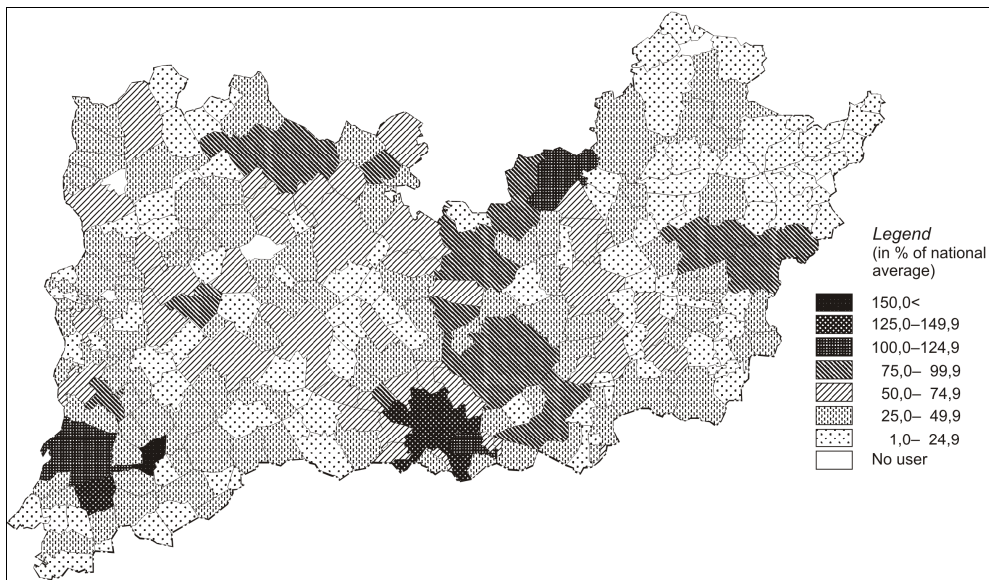 Legend
(in % of national
average)
150,0<
125,0–149,9
100,0–124,9
75,0– 99,9
50,0– 74,9
25,0– 49,9
1,0– 24,9
No user